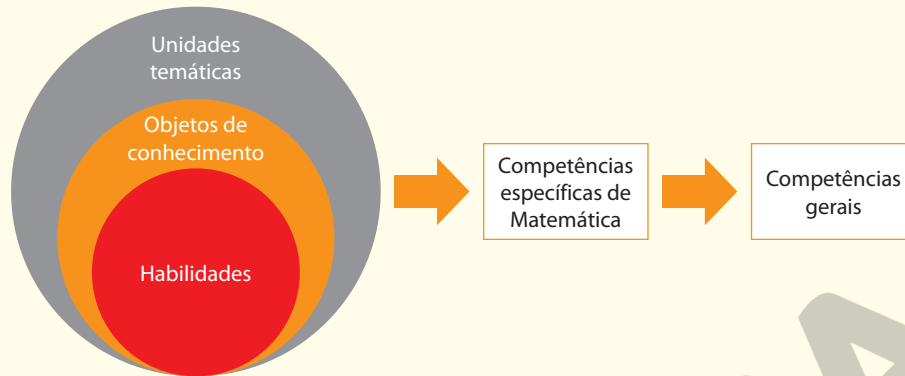 Unidades
temáticas
Objetos de
conhecimento
Habilidades
Competências
específicas de
Matemática
Competências
gerais